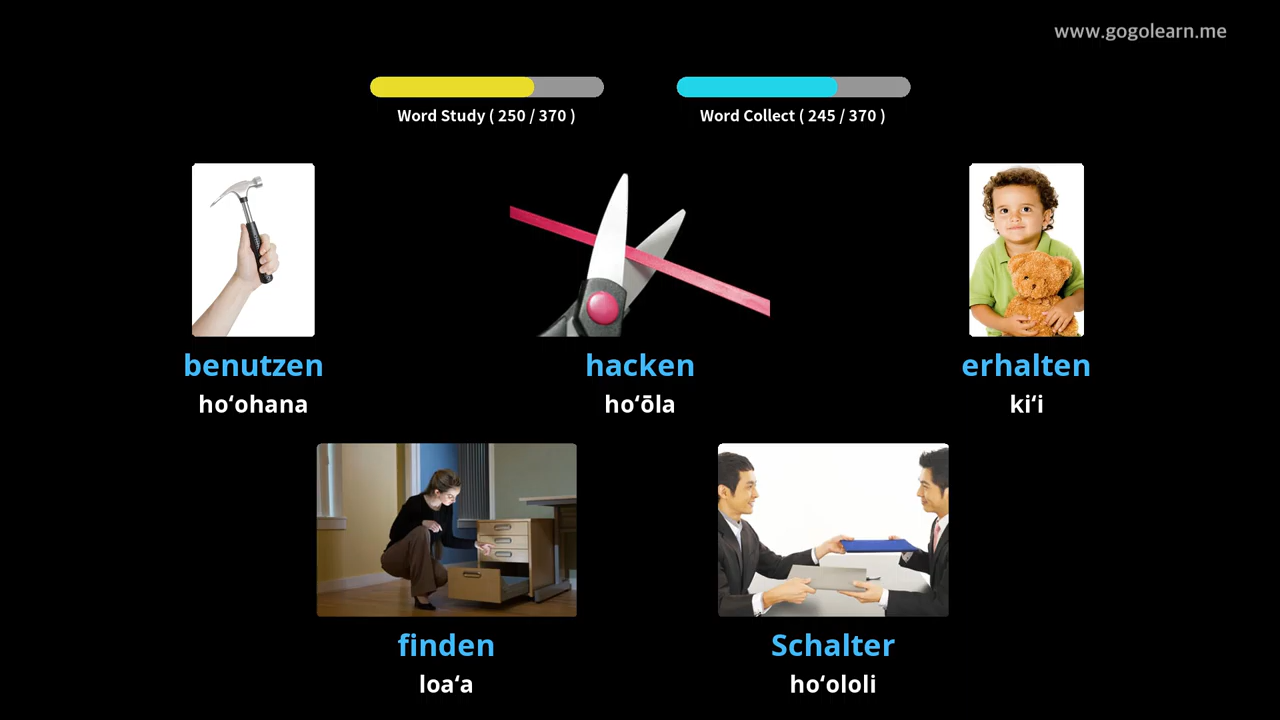 www.gogolearn.me
Word Study ( 250 / 370 )
Word Collect ( 245 / 370 )
benutzen
hoʻohana
hacken
hoʻōla
erhalten
kiʻi
finden
loaʻa
Schalter
hoʻololi